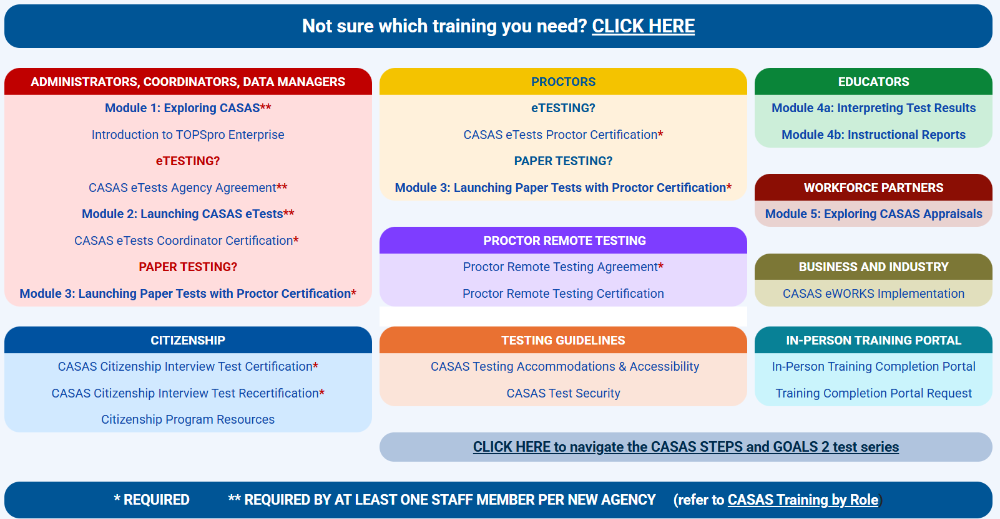 Not sure which training you need? CLICK HERE
ADMINISTRATORS, COORDINATORS, DATA MANAGERS
Module 1: Exploring CASAS**
Introduction to TOPSpro Enterprise
eTESTING?
CASAS eTests Agency Agreement**
Module 2: Launching CASAS eTests**
CASAS eTests Coordinator Certification*
PAPER TESTING?
Module 3: Launching Paper Tests with Proctor Certification*
PROCTORS
eTESTING?
CASAS eTests Proctor Certification*
PAPER TESTING?
Module 3: Launching Paper Tests with Proctor Certification*
PROCTOR REMOTE TESTING
Proctor Remote Testing Agreement*
Proctor Remote Testing Certification
EDUCATORS
Module 4a: Interpreting Test Results
Module 4b: Instructional Reports
WORKFORCE PARTNERS
Module 5: Exploring CASAS Appraisals
BUSINESS AND INDUSTRY
CASAS eWORKS Implementation
CITIZENSHIP
CASAS Citizenship Interview Test Certification*
CASAS Citizenship Interview Test Recertification*
Citizenship Program Resources
TESTING GUIDELINES
CASAS Testing Accommodations & Accessibility
CASAS Test Security
IN-PERSON TRAINING PORTAL
In-Person Training Completion Portal
Training Completion Portal Request
CLICK HERE to navigate the CASAS STEPS and GOALS 2 test series
* REQUIRED ** REQUIRED BY AT LEAST ONE STAFF MEMBER PER NEW AGENCY (refer to CASAS Training by Role)